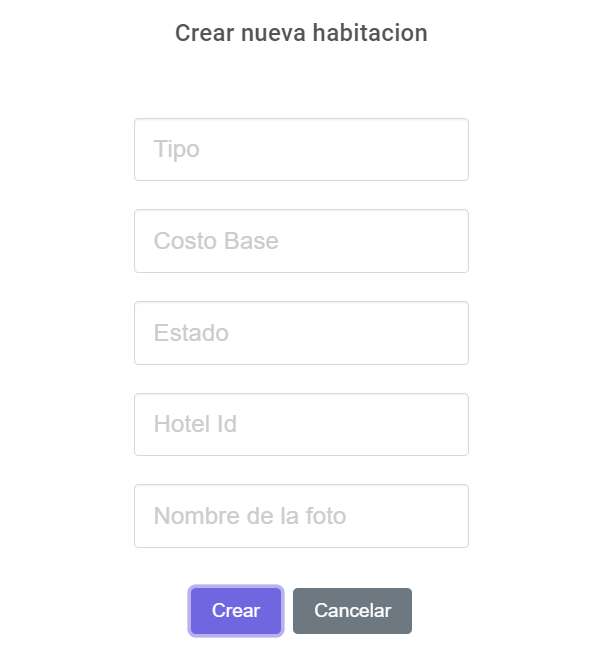 Crear nueva habitacion
Tipo
Costo Base
Estado
Hotel Id
Nombre de la foto
Crear Cancelar